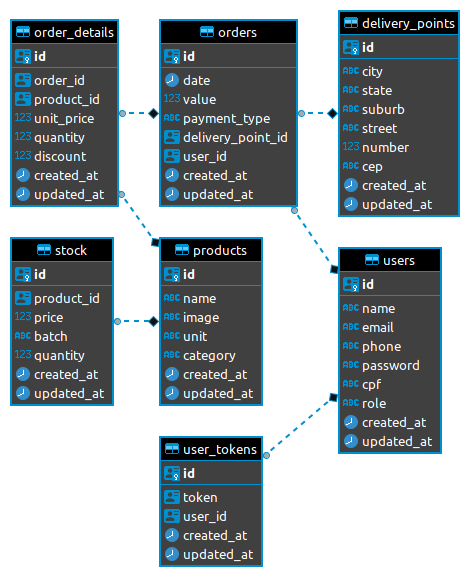 order_details
id
order_id
product_id
123 unit_price
123 quantity
123 discount
created_at
updated_at
orders
id
date
123 value
ABC payment_type
delivery_point_id
user_id
created_at
updated_at
delivery_points
id
ABC city
ABC state
ABC suburb
ABC street
123 number
ABC cep
created_at
updated_at
stock
id
product_id
123 price
ABC batch
123 quantity
created_at
updated_at
products
id
ABC name
ABC image
ABC unit
ABC category
created_at
updated_at
users
id
ABC name
ABC email
ABC phone
ABC password
ABC cpf
ABC role
created_at
updated_at
user_tokens
id
token
user_id
created_at
updated_at